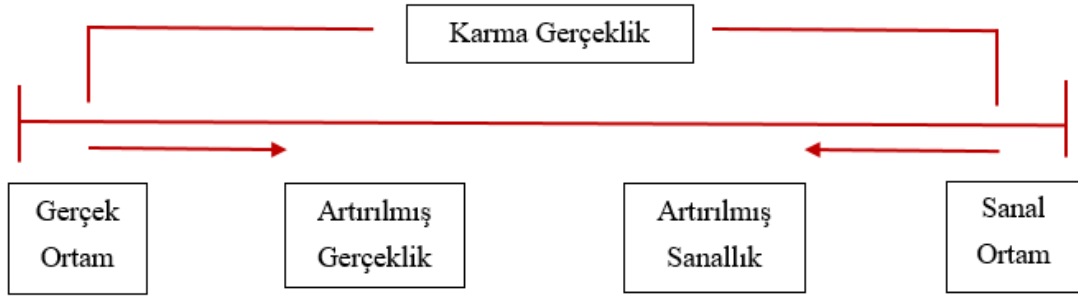 Karma Gerçeklik
Gerçek
Ortam
Artırılmış
Gerçeklik
Artırılmış
Sanallık
Sanal
Ortam